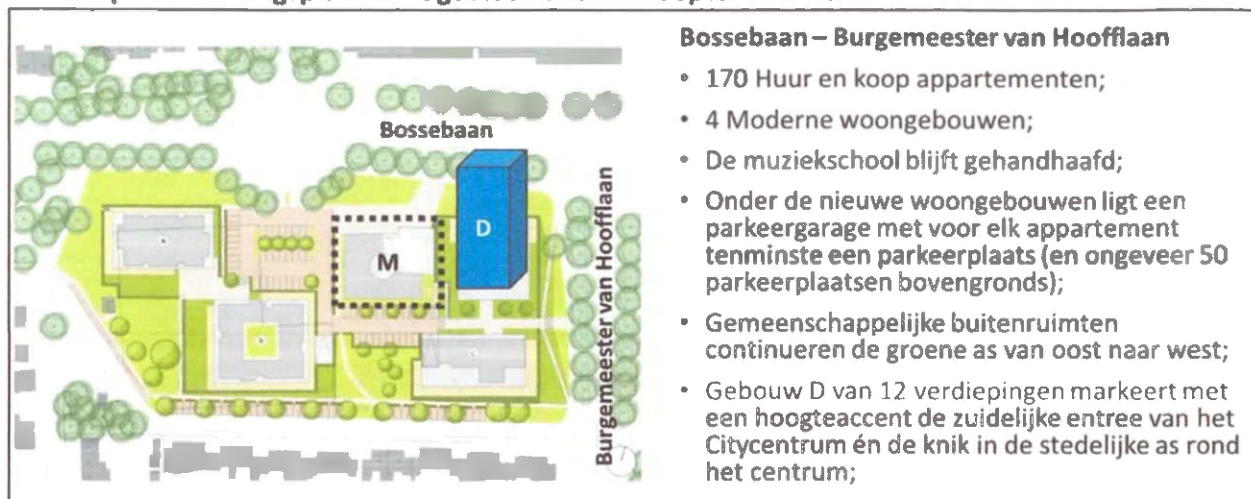 Bossebaan – Burgemeester van Hoofflaan
• 170 Huur en koop appartementen;
• 4 Moderne woongebouwen;
• De muziekschool blijft gehandhaafd;
• Onder de nieuwe woongebouwen ligt een
parkeergarage met voor elk appartement
tenminste een parkeerplaats (en ongeveer 50
parkeerplaatsen bovengronds);
• Gemeenschappelijke buitenruimten
continueren de groene as van oost naar west;
• Gebouw D van 12 verdiepingen markeert met
een hoogteaccent de zuidelijke entree van het
Citycentrum én de knik in de stedelijke as rond
het centrum;
Bossebaan
Burgemeester van Hoofflaan
D
M